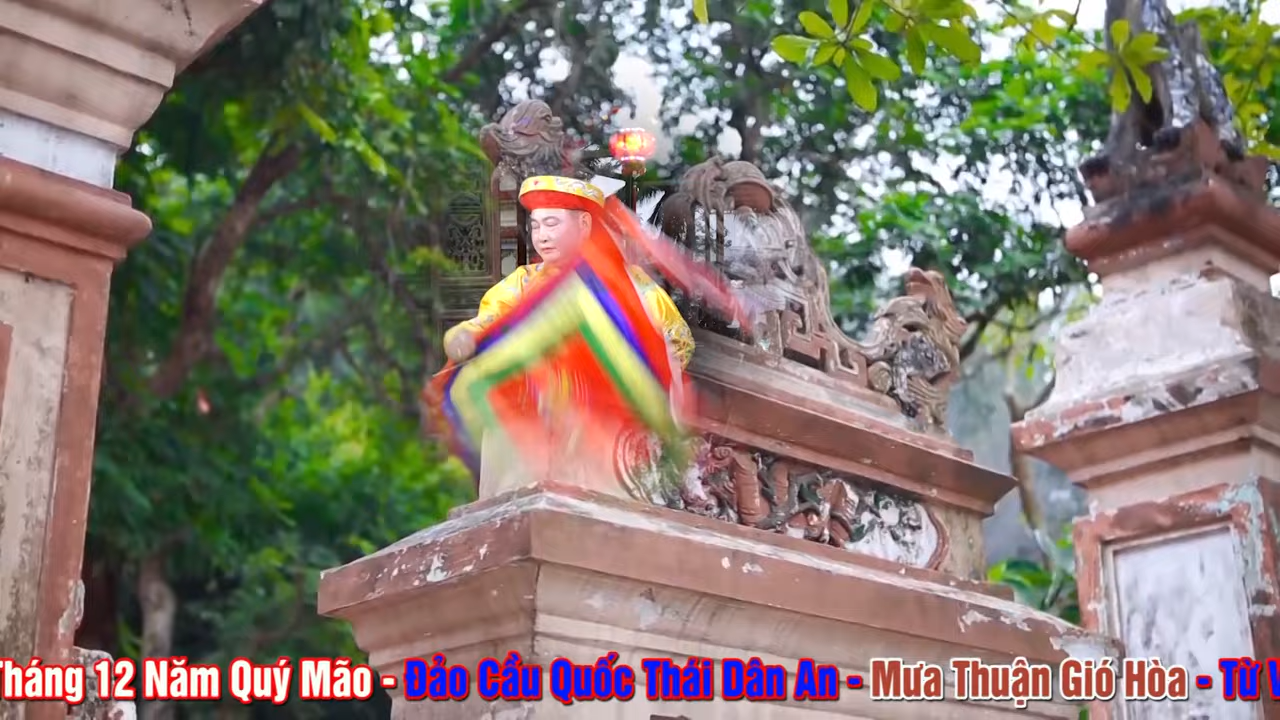 Tháng 12 Năm Quý Mão - Đảo Cầu Quốc Thái Dân An - Mưa Thuận Gió Hòa - Từ